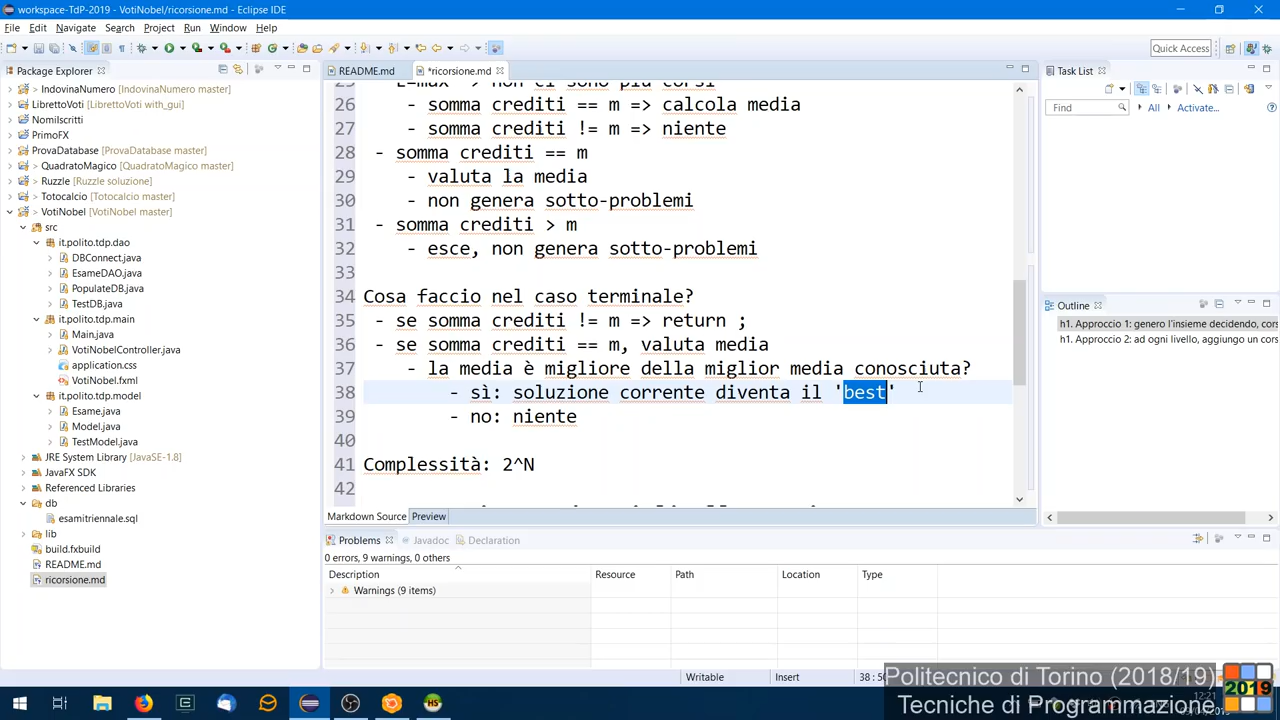 workspace-TdP-2019 - VotiNobel/ricorsione.md - Eclipse IDE
File Edit Navigate Search Project Run Window Help
Quick Access
Package Explorer
README.md
*ricorsione.md
Task List
IndovinaNumero [IndovinaNumero master]
LibrettoVoti [LibrettoVoti with_gui]
NomiIscritti
PrimoFX
ProvaDatabase [ProvaDatabase master]
> QuadratoMagico [QuadratoMagico master]
> Ruzzle [Ruzzle soluzione]
> Totocalcio [Totocalcio master]
> VotiNobel [VotiNobel master]
src
it.polito.tdp.dao
DBConnect.java
EsameDAO.java
PopulateDB.java
TestDB.java
it.polito.tdp.main
Main.java
VotiNobelController.java
application.css
VotiNobel.fxml
it.polito.tdp.model
Esame.java
Model.java
TestModel.java
JRE System Library [JavaSE-1.8]
JavaFX SDK
Referenced Libraries
db
esamitriennale.sql
lib
build.fxbuild
README.md
ricorsione.md
26 - somma crediti == m => calcola media
27 - somma crediti != m => niente
28 - somma crediti == m
29 - valuta la media
30 - non genera sotto-problemi
31 - somma crediti > m
32 - esce, non genera sotto-problemi
33
34 Cosa faccio nel caso terminale?
35 - se somma crediti != m => return ;
36 - se somma crediti == m, valuta media
37 - la media è migliore della miglior media conosciuta?
38 - sì: soluzione corrente diventa il 'best'
39 - no: niente
40
41 Complessità: 2^N
42
Markdown Source Preview
Find All Activate...
Outline
h1. Approccio 1: genero l'insieme decidendo, cors
h1. Approccio 2: ad ogni livello, aggiungo un cors
Problems Javadoc Declaration
0 errors, 9 warnings, 0 others
Description Resource Path Location Type
Warnings (9 items)
Writable Insert 38 : 50
Politecnico di Torino (2018/19)
Tecniche di Programmazione
2019
12:21